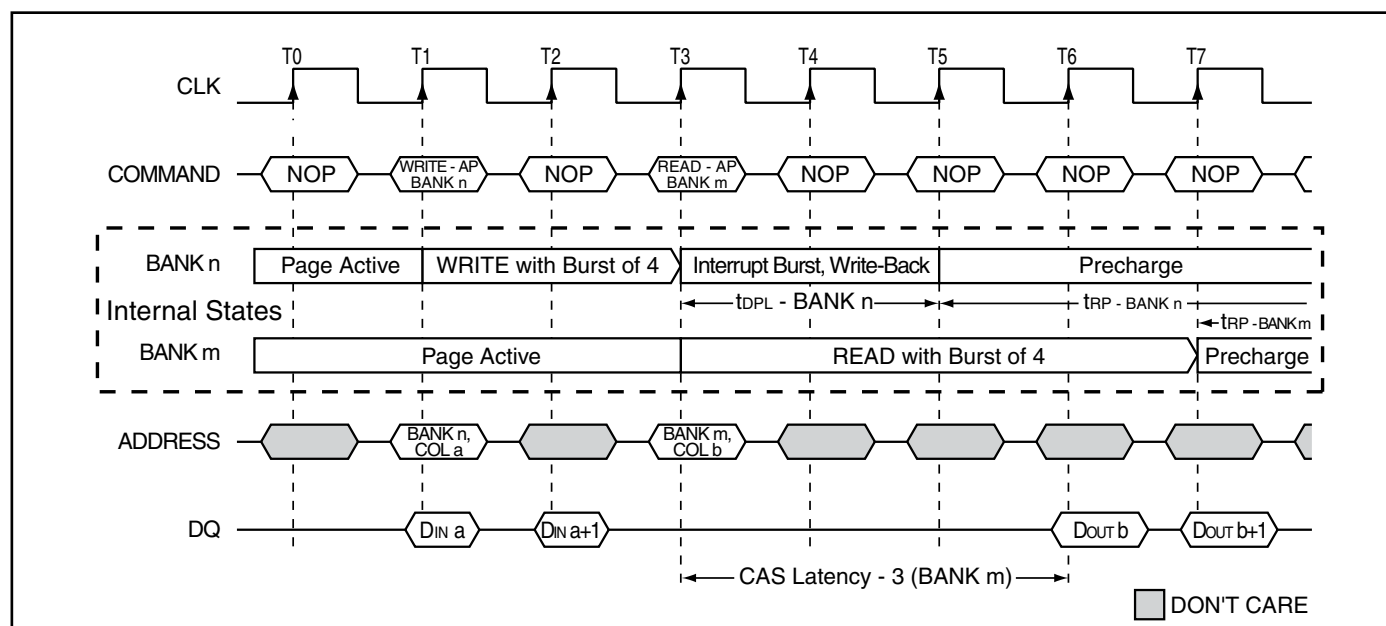 T0 T1 T2 T3 T4 T5 T6 T7
CLK
COMMAND NOP WRITE - AP BANK n NOP READ - AP BANK m NOP NOP NOP NOP
BANK n Page Active WRITE with Burst of 4 Interrupt Burst, Write-Back Precharge
Internal States
tDPL - BANK n tRP - BANK n
tRP - BANK m
BANK m Page Active READ with Burst of 4 Precharge
ADDRESS BANK n, COL a BANK m, COL b
DQ DIN a DIN a+1 DOUT b DOUT b+1
CAS Latency - 3 (BANK m)
DON'T CARE